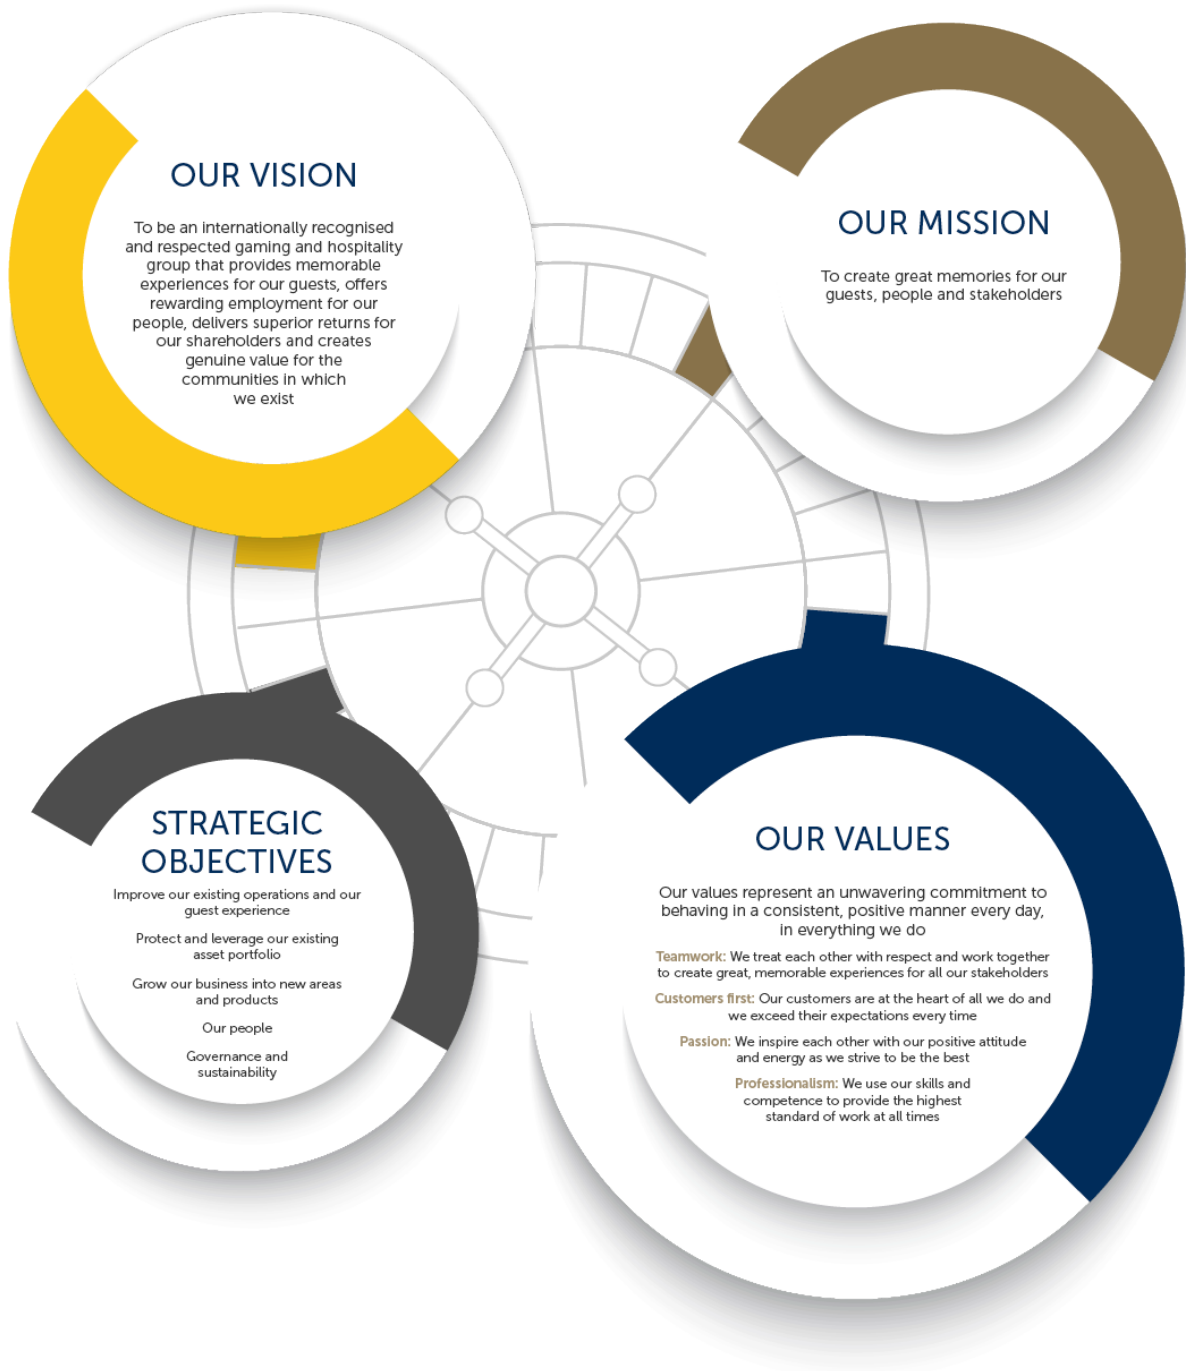 OUR VISION
To be an internationally recognised
and respected gaming and hospitality
group that provides memorable
experiences for our guests, offers
rewarding employment for our
people, delivers superior returns for
our shareholders and creates
genuine value for the
communities in which
we exist
OUR MISSION
To create great memories for our
guests, people and stakeholders
STRATEGIC
OBJECTIVES
Improve our existing operations and our
guest experience
Protect and leverage our existing
asset portfolio
Grow our business into new areas
and products
Our people
Governance and
sustainability
OUR VALUES
Our values represent an unwavering commitment to
behaving in a consistent, positive manner every day,
in everything we do
Teamwork: We treat each other with respect and work together
to create great, memorable experiences for all our stakeholders
Customers first: Our customers are at the heart of all we do and
we exceed their expectations every time
Passion: We inspire each other with our positive attitude
and energy as we strive to be the best
Professionalism: We use our skills and
competence to provide the highest
standard of work at all times